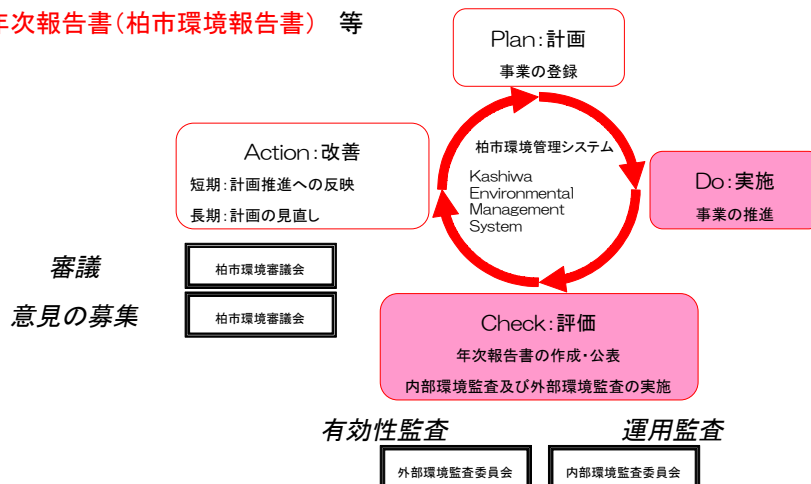 年次報告書(柏市環境報告書) 等
Plan:計画
事業の登録
Action:改善
短期:計画推進への反映
長期:計画の見直し
柏市環境管理システム
Kashiwa
Environmental
Management
System
Do:実施
事業の推進
審議
柏市環境審議会
意見の募集
柏市環境審議会
Check:評価
年次報告書の作成・公表
内部環境監査及び外部環境監査の実施
有効性監査
運用監査
外部環境監査委員会
内部環境監査委員会